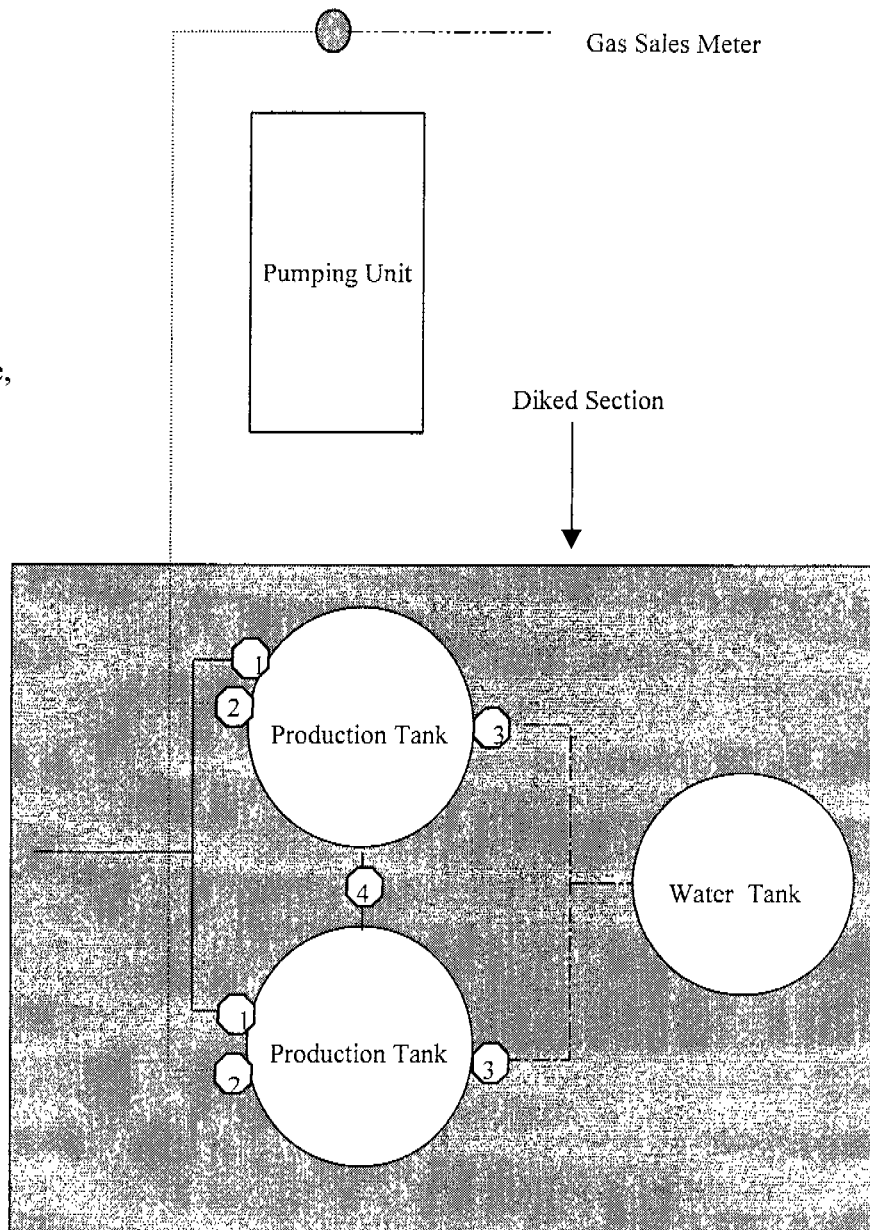 Gas Sales Meter
Pumping Unit
e,
Diked Section
1
2
Production Tank
3
4
Water Tank
1
Production Tank
2
3